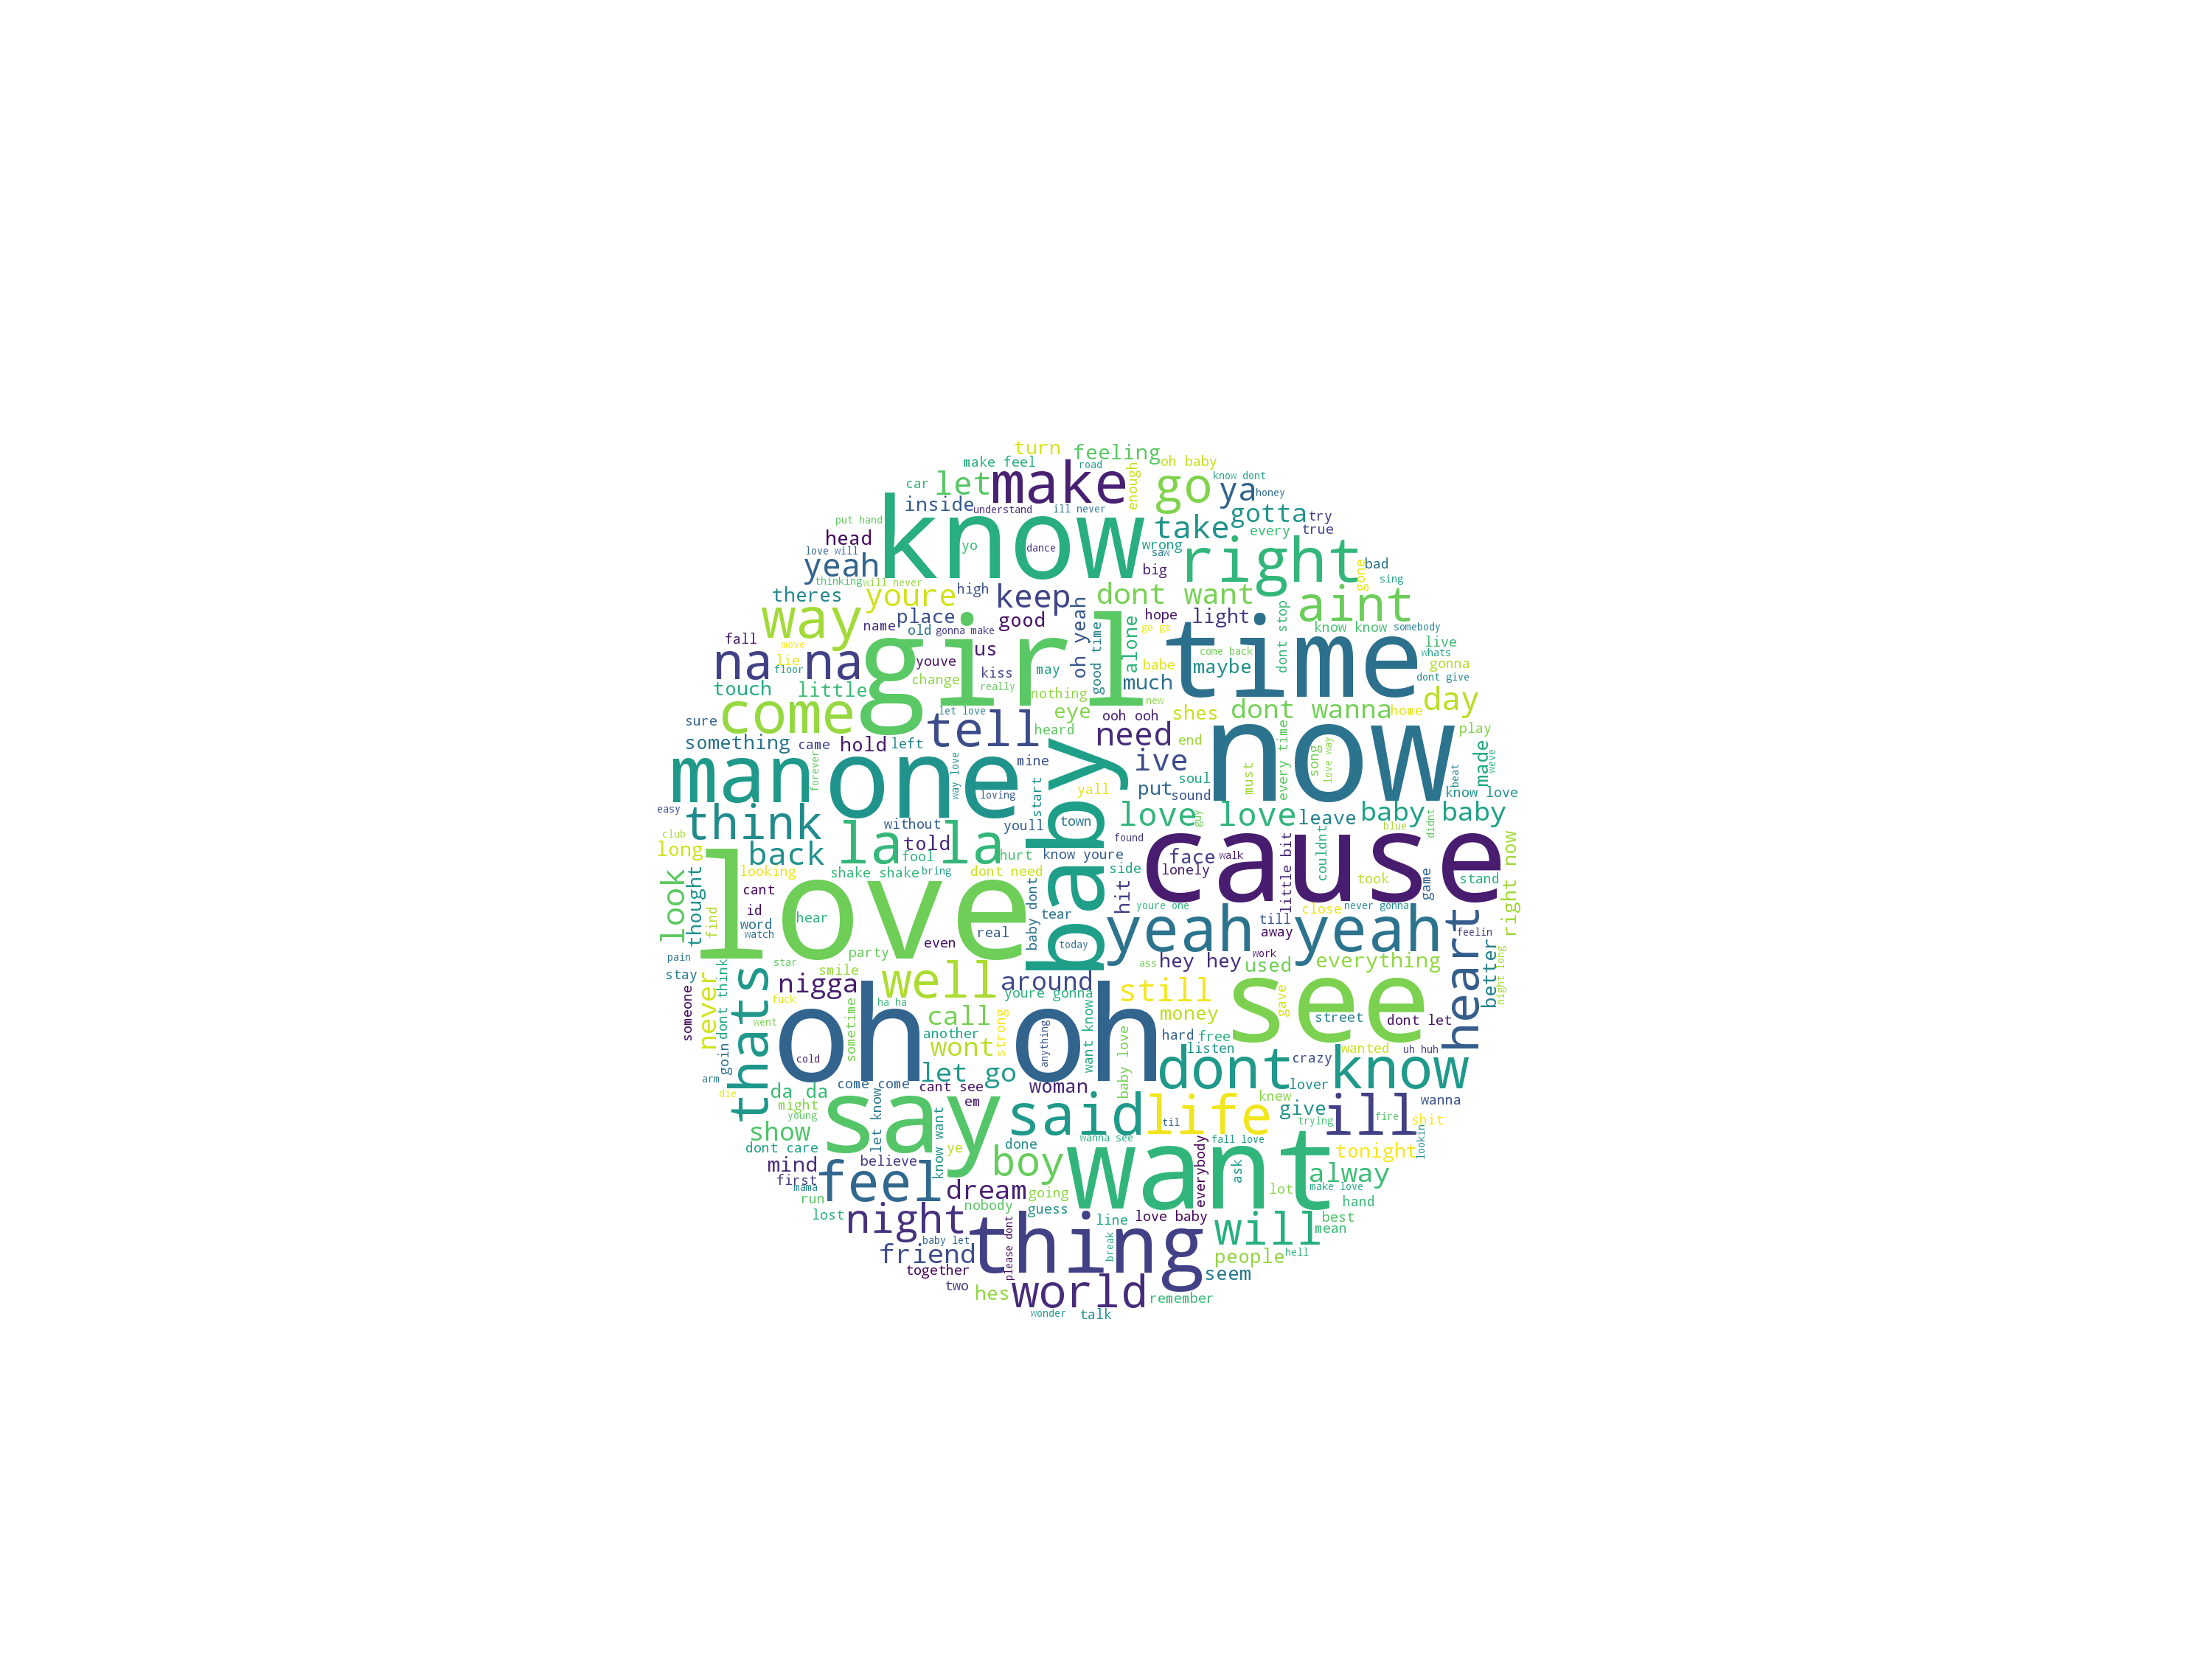 turn
feeling
make feel
road
oh baby
car
let
make
enough
go
know dont
ya
honey
inside
understand
ill never
know
take
gotta
try
put hand
head
yo
dance
wrong
every
true
love will
yeah
saw
big
right
gone
bad
sing
thinking
will never
theres
youre
high
keep
dont want
aint
way
place
name
old
gonna make
good
oh yeah
hope
light
dont stop
know know
somebody
fall
move
lie
floor
na na
girl
us
youve
kiss
may
good time
alone
go go
babe
come back
maybe
time
live
whats
gonna
dont give
touch
little
change
really
nothing
much
new
day
come
let love
eye
ooh ooh
shes
dont wanna
home
sure
something
came
hold
left
tell
heard
need
end
every time
song
love way
now
play
made
weve
man
forever
one
way love
mine
loving
start
baby
ive
soul
put
sound
yall
must
beat
know love
easy
think
without
youll
town
love love
guy
leave
baby baby
blue
didnt
club
long
back
la la
told
fool
hurt
know youre
found
face
walk
cause
little bit
couldnt
right now
look
thought
looking
shake shake
bring
dont need
side
lonely
hit
took
game
stand
cant
id
love
find
word
watch
hear
tear
baby dont
youre one
close
never gonna
till
yeah yeah
heart
feelin
pain
star
party
even
real
today
away
work
stay
smile
well
around
ass
hey hey
used
everything
better
night long
someone
never
dont think
thats
nigga
fuck
ha ha
youre gonna
still
see
gave
went
sometime
call
strong
oh oh
want know
money
street
dont let
goin
cold
another
wont
anything
hard
free
listen
crazy
wanted
uh huh
arm
die
da da
come come
let go
cant see
woman
baby love
dont know
lover
wanna
might
young
em
knew
give
trying
ill
fire
shit
show
let know
say
said
life
til
lookin
dont care
know want
ye
done
wanna see
fall love
tonight
mind
believe
boy
want
everybody
ask
alway
first
mama
feel
dream
going
lot
make love
hand
run
lost
night
nobody
guess
line
love baby
will
best
mean
baby let
friend
please dont
thing
break
people
hell
together
two
hes
world
seem
remember
wonder
talk